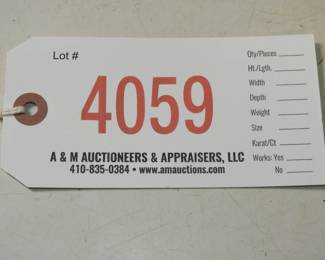 Lot #
4059
Qty/Pieces
Ht./Lgth.
Width
Depth
Weight
Size
Karat/Ct
Works: Yes
No
A & M AUCTIONEERS & APPRAISERS, LLC
410-835-0384 • www.amauctions.com